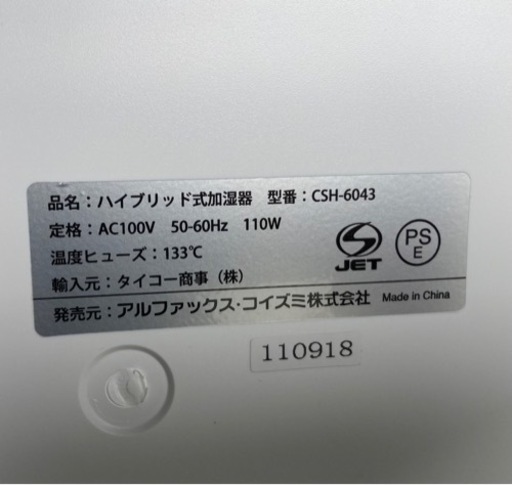 品名：ハイブリッド式加湿器　型番：CSH-6043
定格：AC100V　50-60Hz　110W
温度ヒューズ：133℃
輸入元：タイコー商事（株）
発売元：アルファックス・コイズミ株式会社　Made in China
JET
PS
E
110918